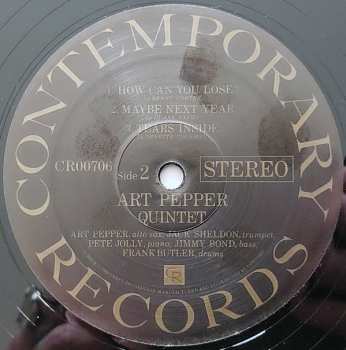 CONTEMPORARY RECORDS
1. HOW CAN YOU LOSE?
2. MAYBE NEXT YEAR
3. TEARS INSIDE
CR00706 Side 2 STEREO
ART PEPPER
QUINTET
ART PEPPER, alto sax, JACK SHELDON, trumpet,
PETE JOLLY, piano, JIMMY BOND, bass,
FRANK BUTLER, drums